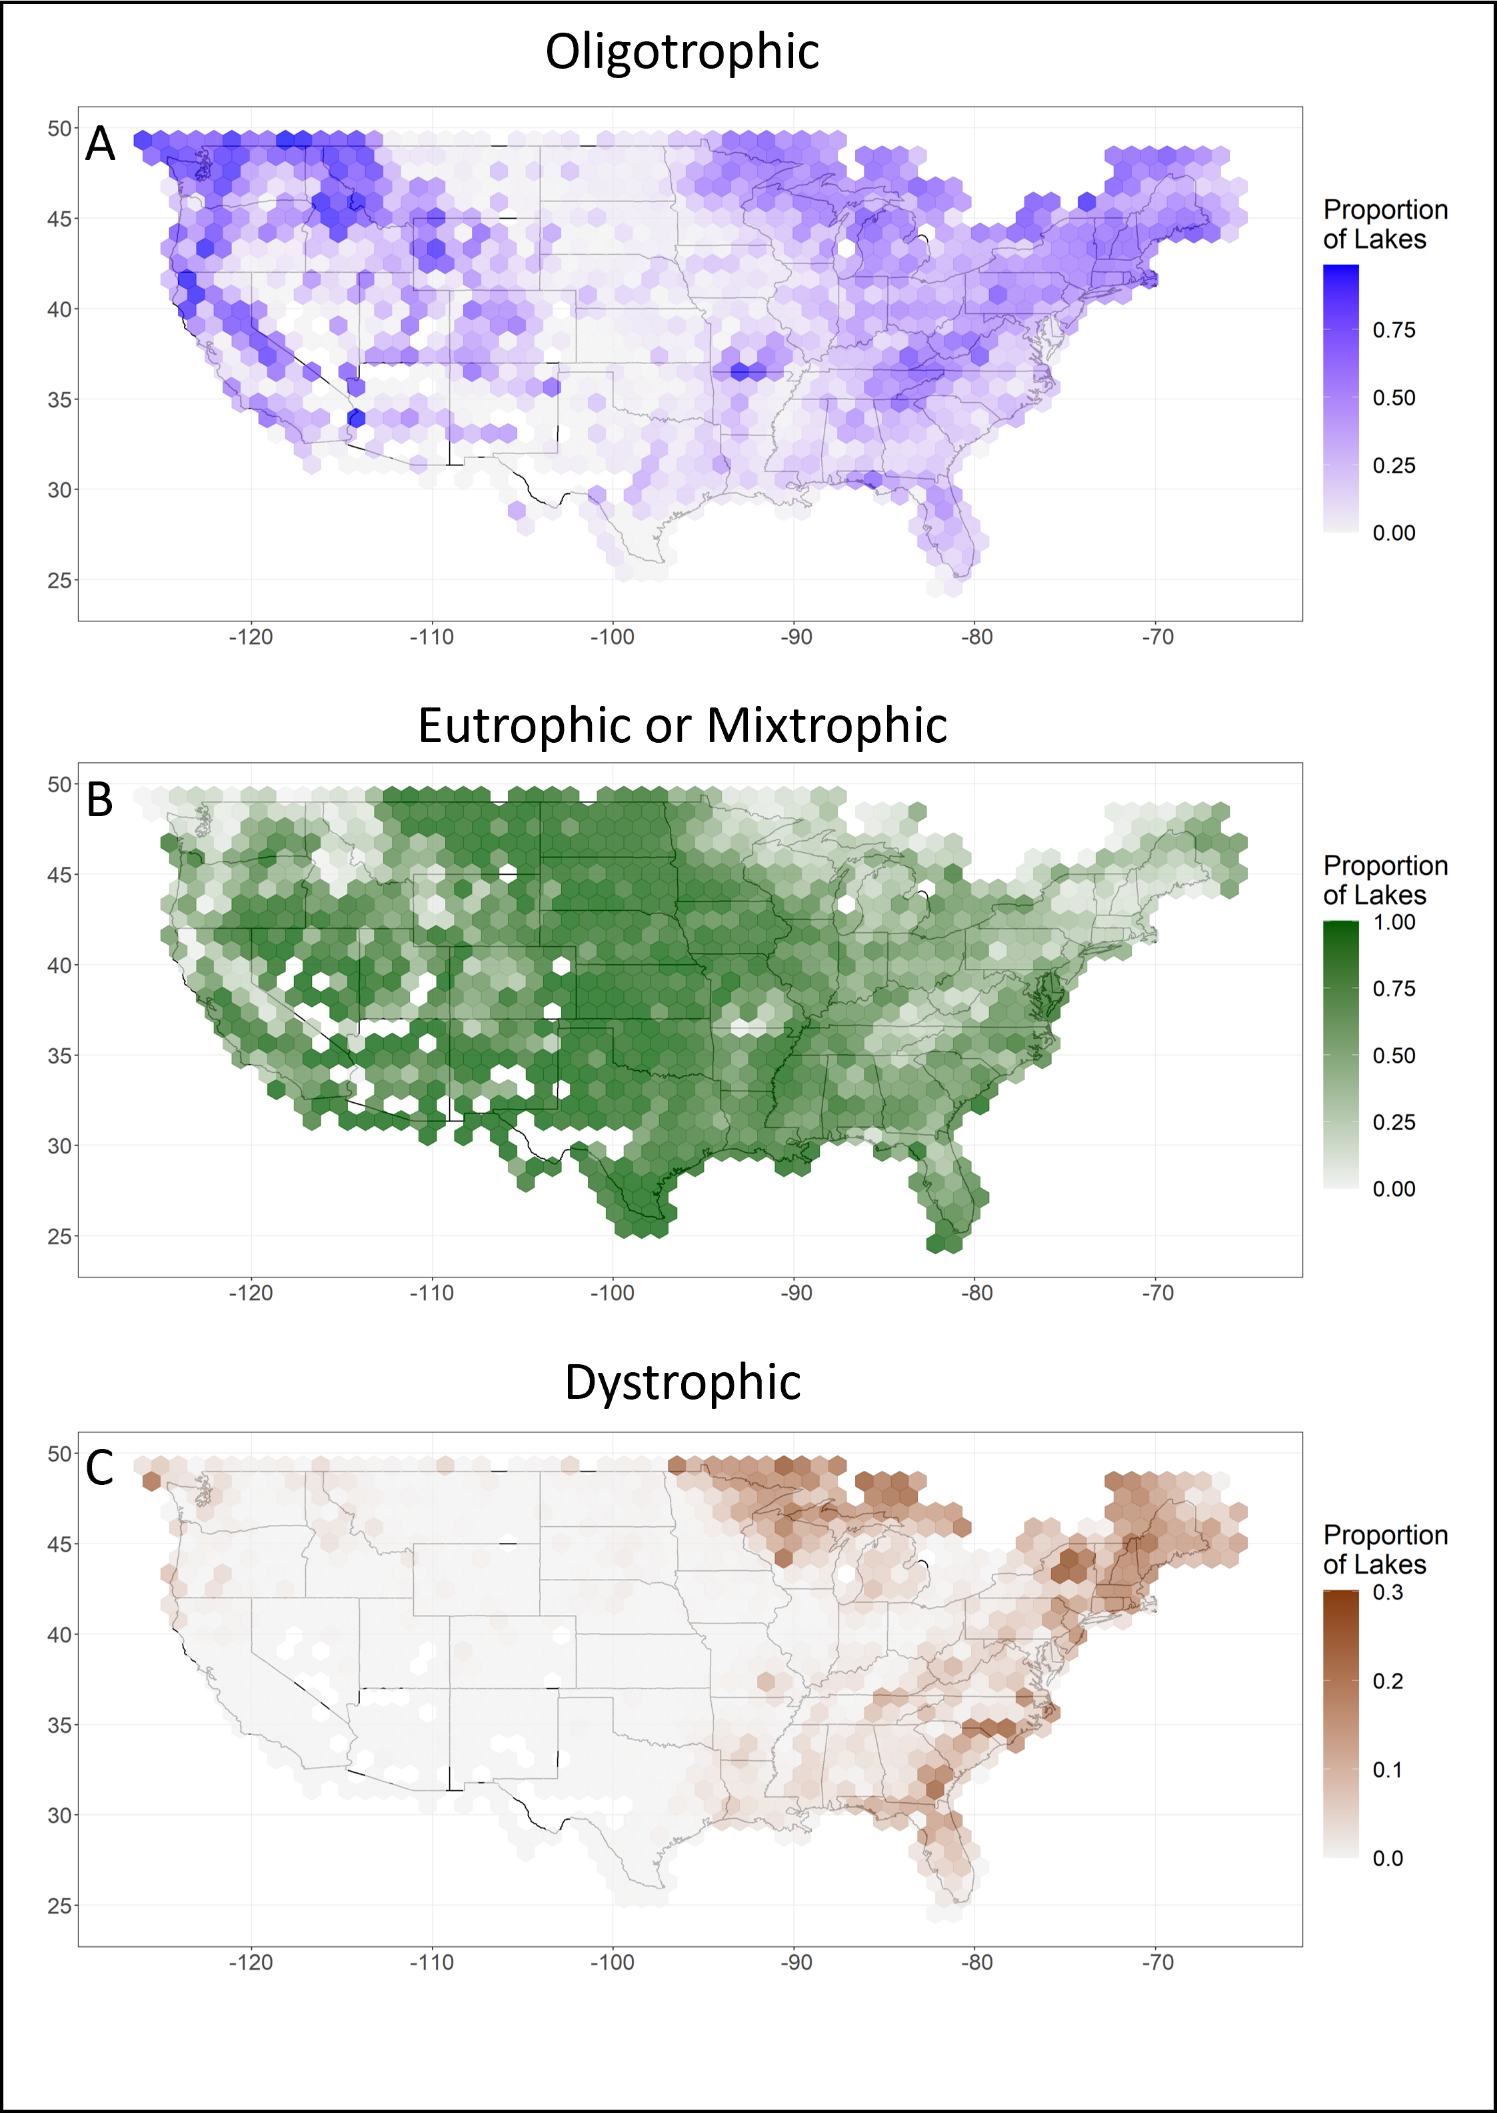 Oligotrophic
A
50
45
40
35
30
25
-120 -110 -100 -90 -80 -70
Proportion
of Lakes
0.75
0.50
0.25
0.00
Eutrophic or Mixtrophic
B
50
45
40
35
30
25
-120 -110 -100 -90 -80 -70
Proportion
of Lakes
1.00
0.75
0.50
0.25
0.00
Dystrophic
C
50
45
40
35
30
25
-120 -110 -100 -90 -80 -70
Proportion
of Lakes
0.3
0.2
0.1
0.0